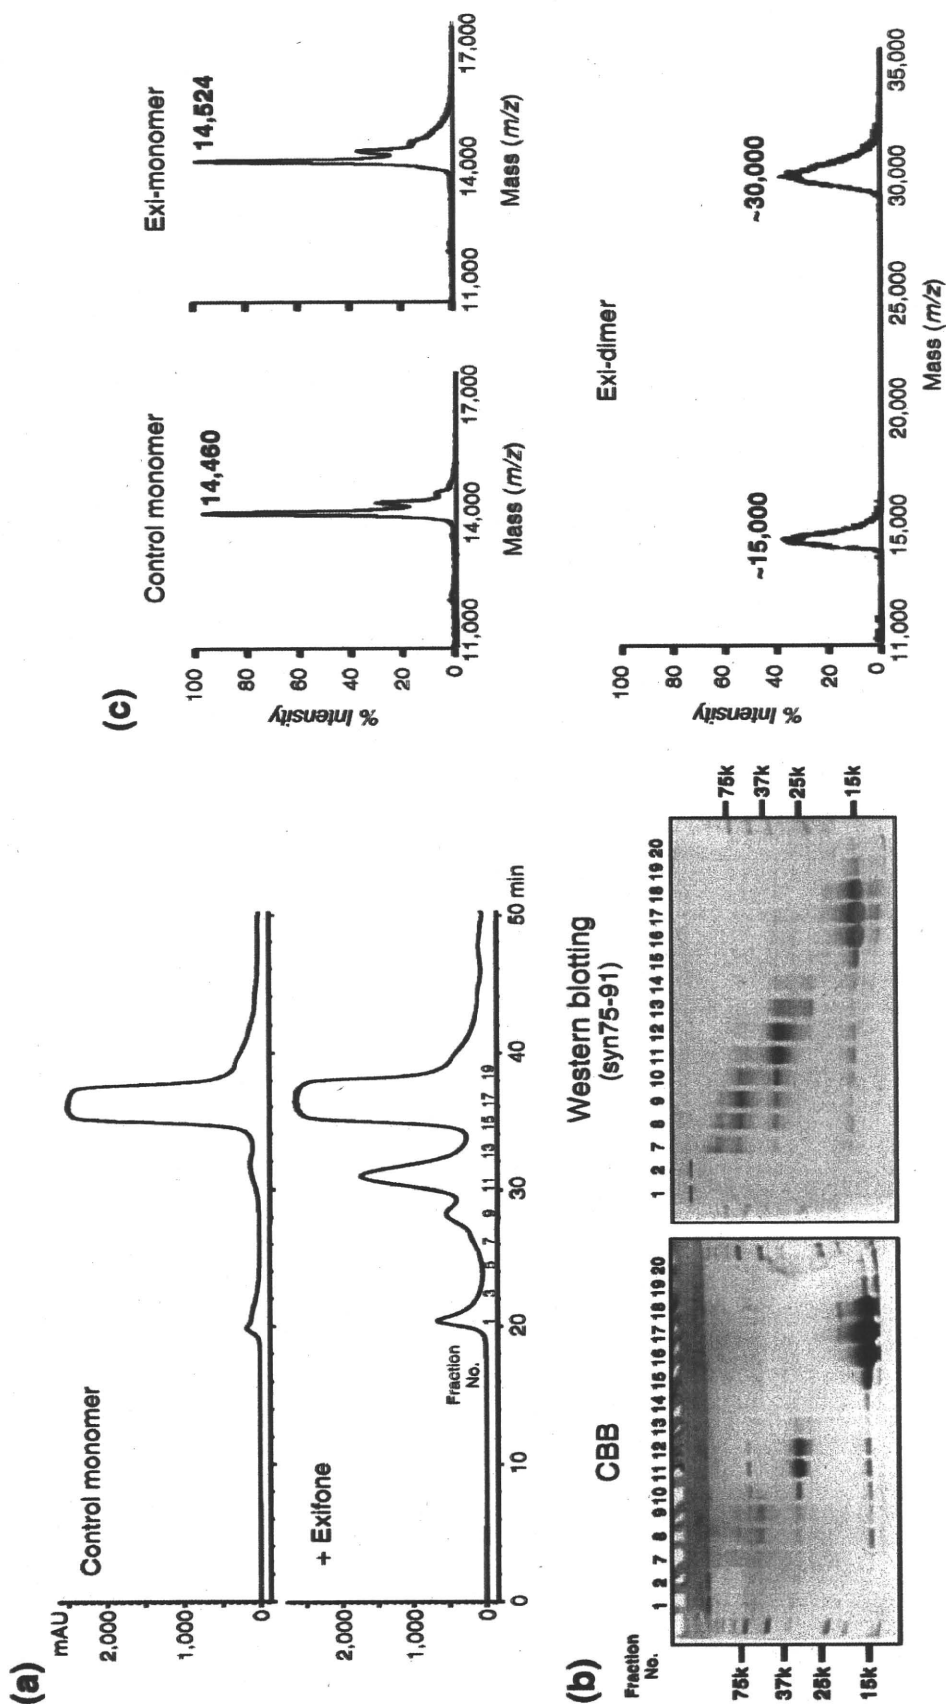 (a)
mAU
Control monomer
2,000
1,000
0
+ Exifone
2,000
1,000
0
Fraction
No.
1 3 5 7 9 11 13 15 17 19
0 10 20 30 40 50 min
(b)
CBB
Fraction
No.
1 2 7 8 9 10 11 12 13 14 15 16 17 18 19 20
75k
37k
25k
15k
Western blotting
(syn75-91)
1 2 7 8 9 10 11 12 13 14 15 16 17 18 19 20
75k
37k
25k
15k
(c)
Control monomer
% Intensity
100
80
60
40
20
0
14,460
11,000 14,000 17,000
Mass (m/z)
Exi-monomer
14,524
11,000 14,000 17,000
Mass (m/z)
Exi-dimer
% Intensity
100
80
60
40
20
0
~15,000
~30,000
11,000 15,000 20,000 25,000 30,000 35,000
Mass (m/z)